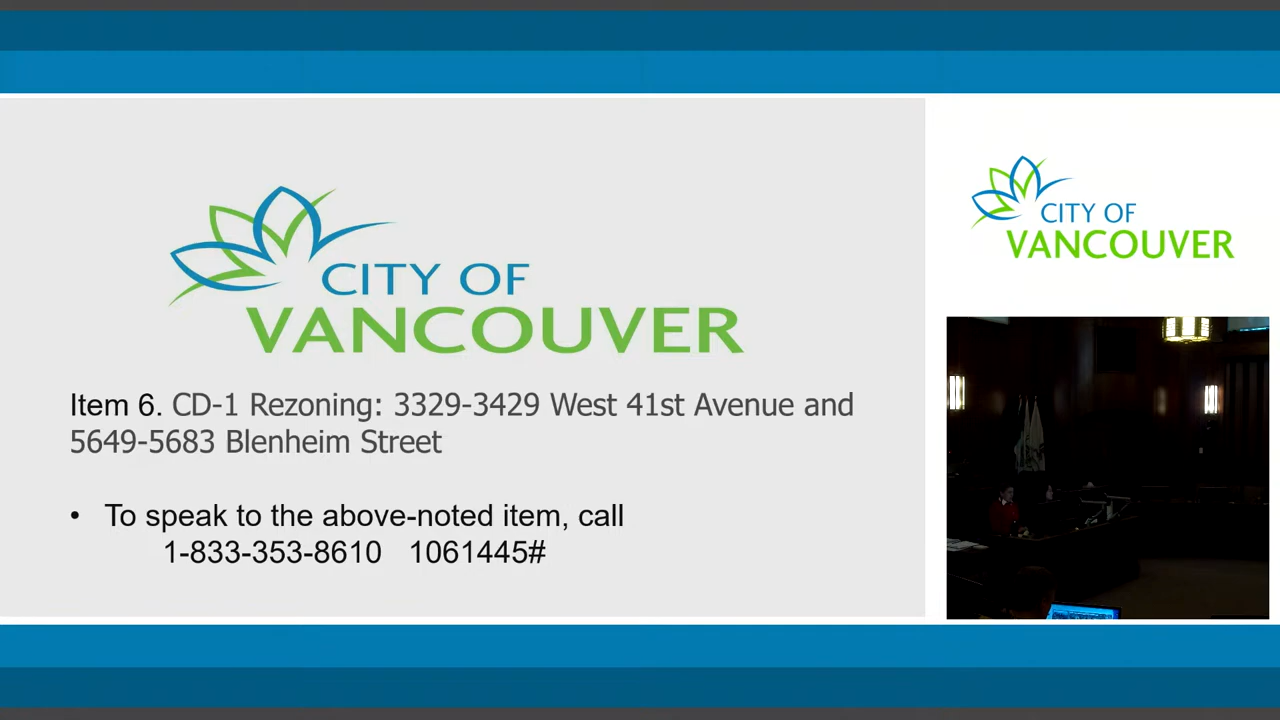 CITY OF
VANCOUVER
Item 6. CD-1 Rezoning: 3329-3429 West 41st Avenue and
5649-5683 Blenheim Street
• To speak to the above-noted item, call
1-833-353-8610 1061445#
CITY OF
VANCOUVER